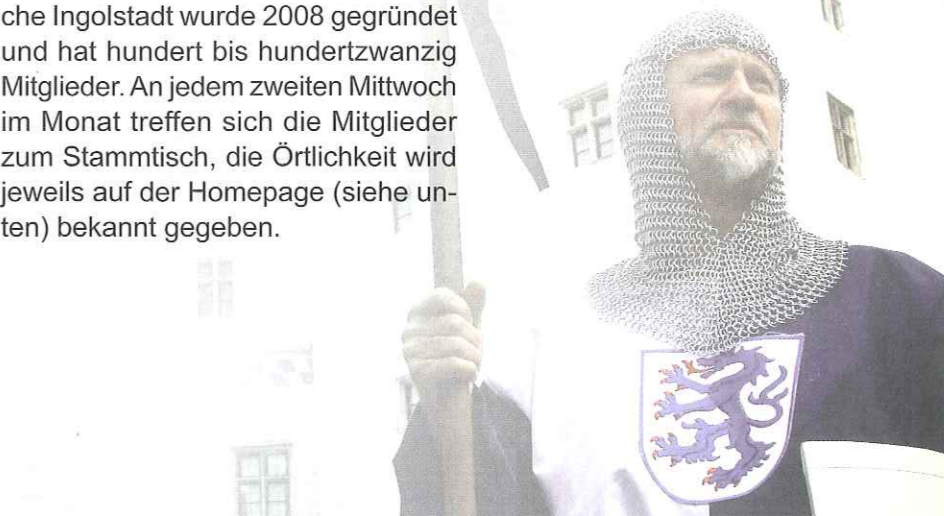 che Ingolstadt wurde 2008 gegründet
und hat hundert bis hundertzwanzig
Mitglieder. An jedem zweiten Mittwoch
im Monat treffen sich die Mitglieder
zum Stammtisch, die Örtlichkeit wird
jeweils auf der Homepage (siehe un-
ten) bekannt gegeben.